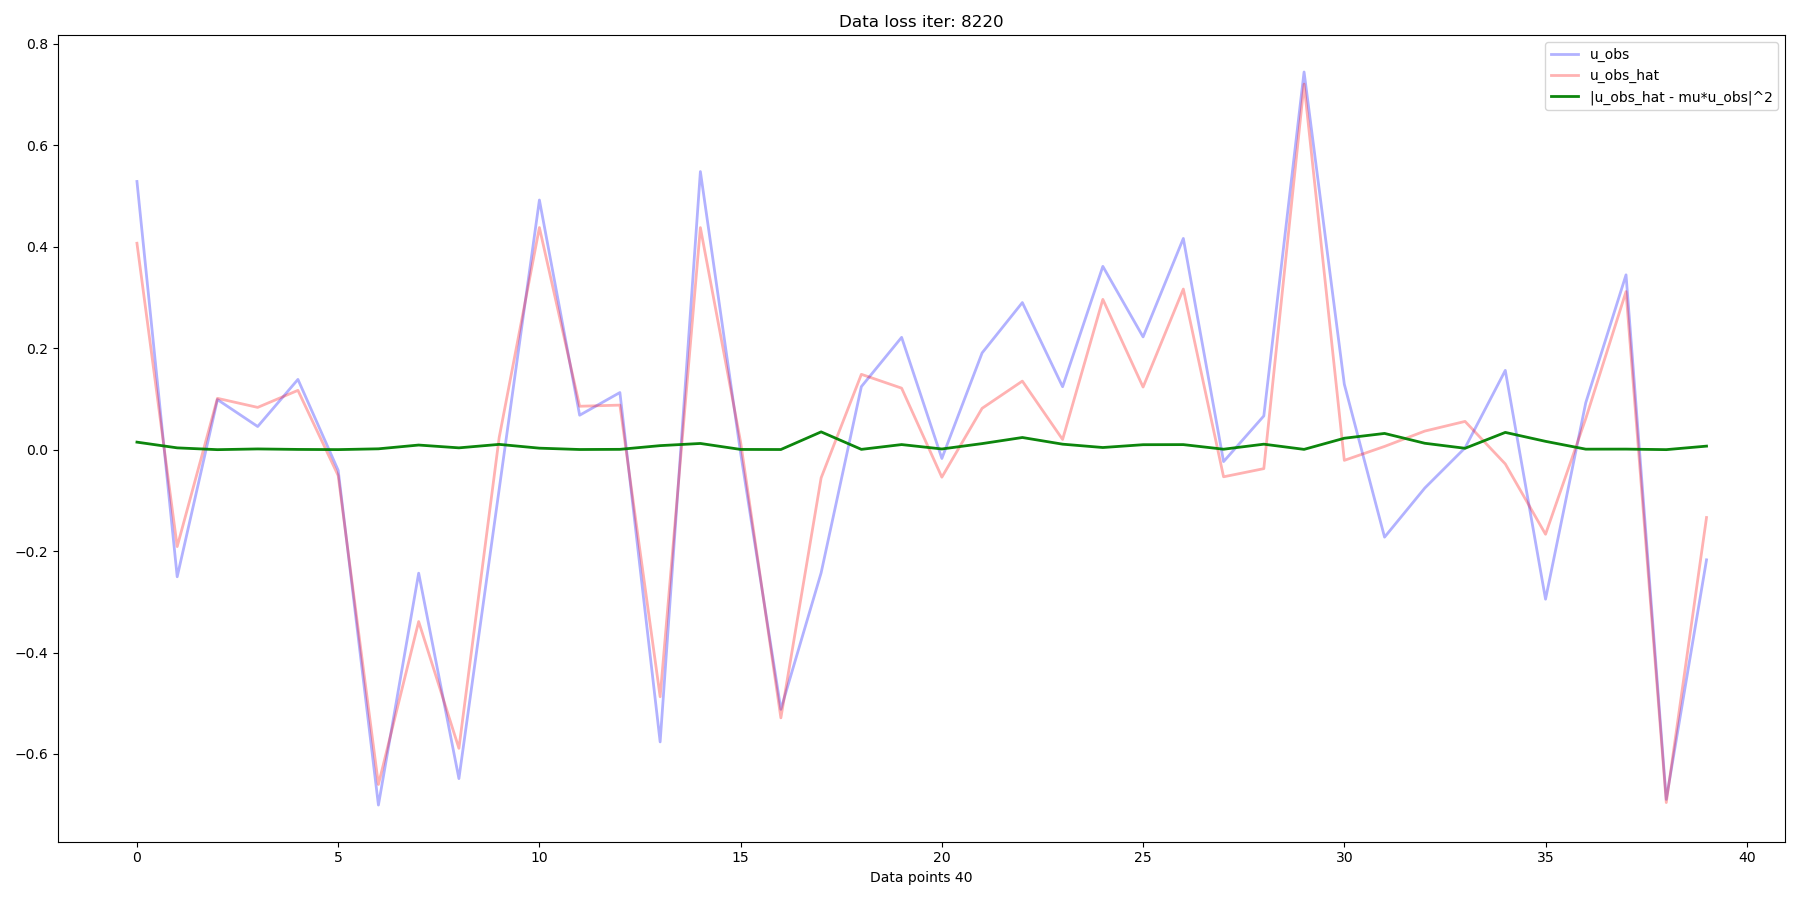 Data loss iter: 8220
u_obs
u_obs_hat
|u_obs_hat - mu*u_obs|^2
0.8
0.6
0.4
0.2
0.0
−0.2
−0.4
−0.6
0 5 10 15 20 25 30 35 40
Data points 40